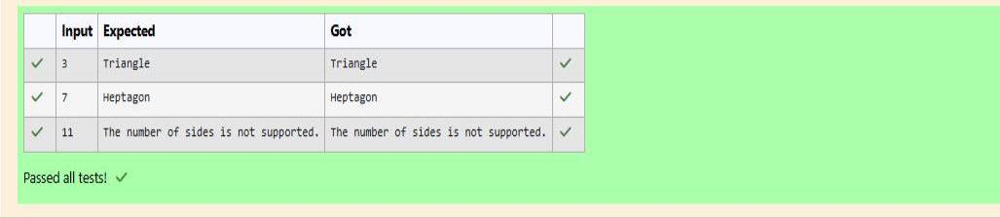 Input Expected Got
3 Triangle Triangle
7 Heptagon Heptagon
11 The number of sides is not supported. The number of sides is not supported.
Passed all tests!